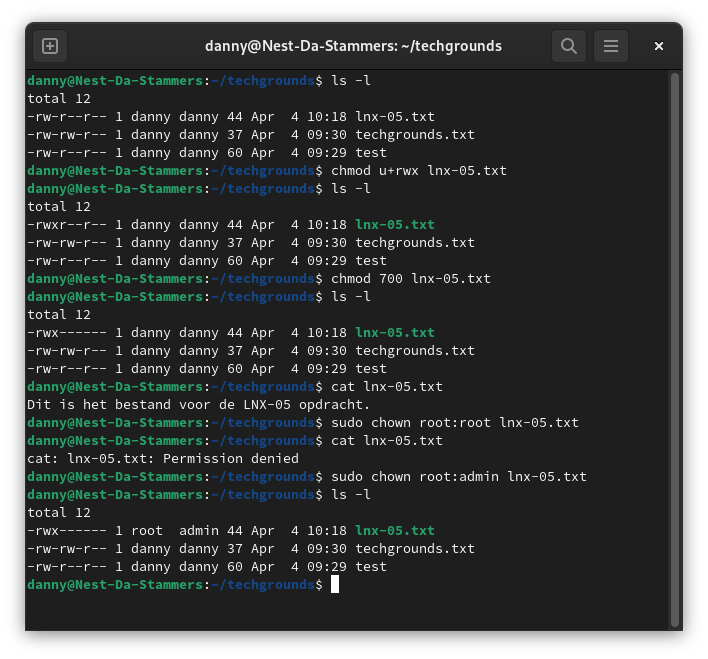 danny@Nest-Da-Stammers: ~/techgrounds
danny@Nest-Da-Stammers:~/techgrounds$ ls -l
total 12
-rw-r--r-- 1 danny danny 44 Apr  4 10:18 lnx-05.txt
-rw-rw-r-- 1 danny danny 37 Apr  4 09:30 techgrounds.txt
-rw-r--r-- 1 danny danny 60 Apr  4 09:29 test
danny@Nest-Da-Stammers:~/techgrounds$ chmod u+rwx lnx-05.txt
danny@Nest-Da-Stammers:~/techgrounds$ ls -l
total 12
-rwxr--r-- 1 danny danny 44 Apr  4 10:18 lnx-05.txt
-rw-rw-r-- 1 danny danny 37 Apr  4 09:30 techgrounds.txt
-rw-r--r-- 1 danny danny 60 Apr  4 09:29 test
danny@Nest-Da-Stammers:~/techgrounds$ chmod 700 lnx-05.txt
danny@Nest-Da-Stammers:~/techgrounds$ ls -l
total 12
-rwx------ 1 danny danny 44 Apr  4 10:18 lnx-05.txt
-rw-rw-r-- 1 danny danny 37 Apr  4 09:30 techgrounds.txt
-rw-r--r-- 1 danny danny 60 Apr  4 09:29 test
danny@Nest-Da-Stammers:~/techgrounds$ cat lnx-05.txt
Dit is het bestand voor de LNX-05 opdracht.
danny@Nest-Da-Stammers:~/techgrounds$ sudo chown root:root lnx-05.txt
danny@Nest-Da-Stammers:~/techgrounds$ cat lnx-05.txt
cat: lnx-05.txt: Permission denied
danny@Nest-Da-Stammers:~/techgrounds$ sudo chown root:admin lnx-05.txt
danny@Nest-Da-Stammers:~/techgrounds$ ls -l
total 12
-rwx------ 1 root  admin 44 Apr  4 10:18 lnx-05.txt
-rw-rw-r-- 1 danny danny 37 Apr  4 09:30 techgrounds.txt
-rw-r--r-- 1 danny danny 60 Apr  4 09:29 test
danny@Nest-Da-Stammers:~/techgrounds$